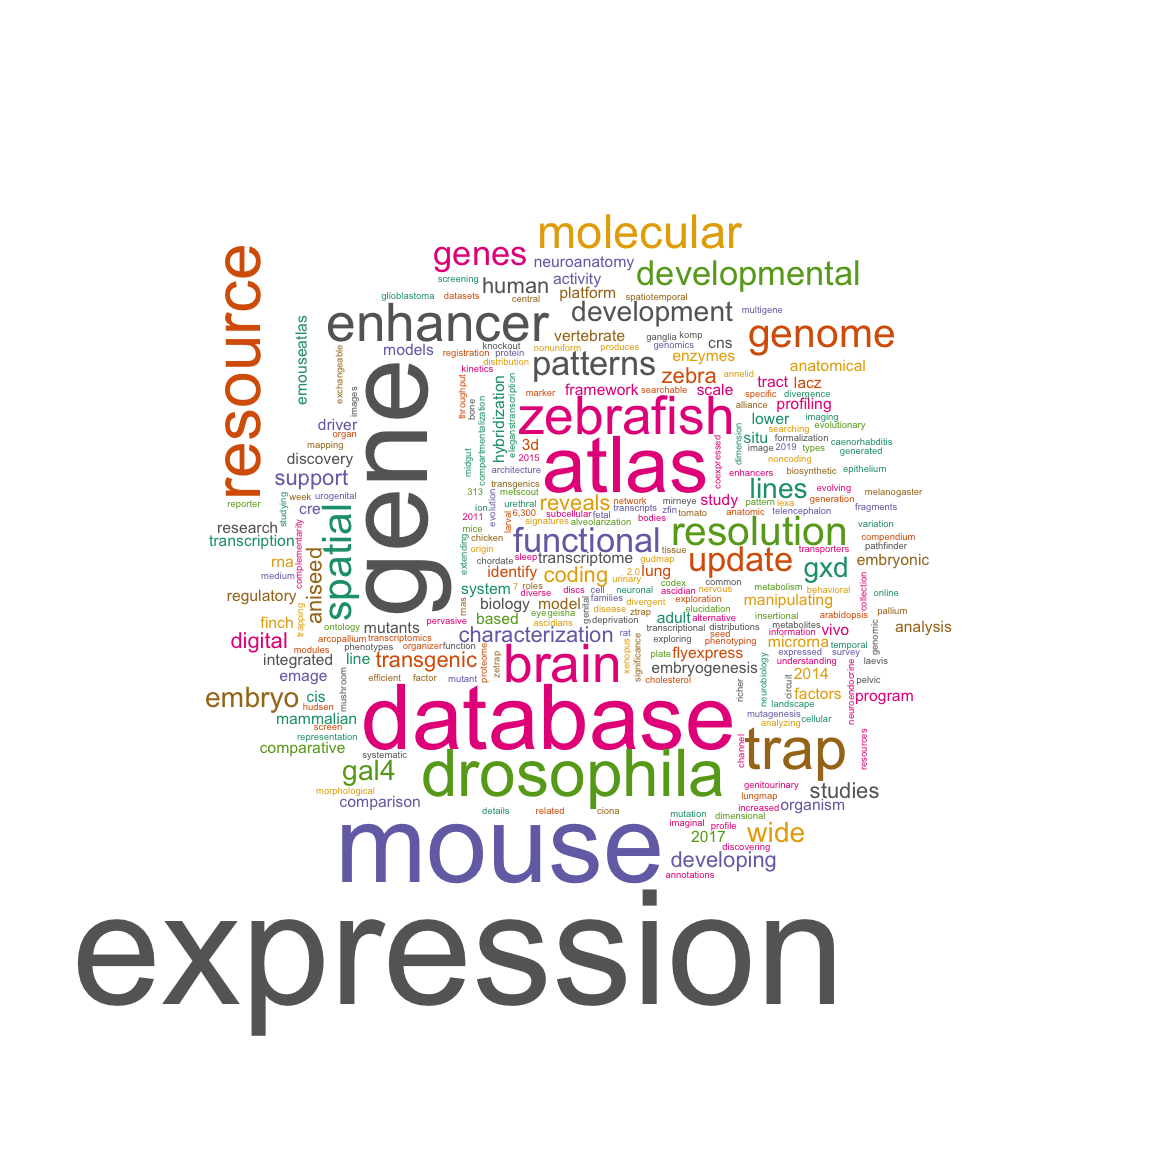 molecular
genes
neuroanatomy
developmental
resource
screening
human
activity
platform
spatiotemporal
glioblastoma
datasets
central
enhancer
development
multigene
emouseatlas
vertebrate
ganglia
komp
genome
exchangeable
models
knockout
registration
protein
nonuniform
produces
genomics
cns
distribution
patterns
enzymes
anatomical
kinetics
zebra
annelid
images
gene
throughput
bone
hybridization
eleganstranscription
marker
framework
searchable
scale
tract
lacz
specific
divergence
alliance
profiling
driver
organ
compartmentalization
zebrafish
lower
imaging
searching
evolutionary
mapping
3d
situ
formalization
dimension
image
2019
types
caenorhabditis
generated
discovery
midgut
2015
atlas
coexpressed
noncoding
architecture
enhancers
biosynthetic
epithelium
support
transgenics
lines
evolving
melanogaster
reporter
studying
week
urogenital
313
metscout
reveals
network
mirneye
study
pattern
lexa
generation
cre
ion
evolution
urethral
transcripts
zfin
tomato
anatomic
telencephalon
fragments
2011
larval
6,300
subcellular
fetal
signatures
alveolarization
bodies
research
spatial
mice
resolution
variation
transcription
complementarity
extending
chicken
functional
compendium
origin
tissue
transporters
pathfinder
rna
aniseed
chordate
sleep
transcriptome
gudmap
update
embryonic
medium
identify
coding
2.0
lung
gxd
urinary
codex
common
regulatory
system
7
roles
diverse
discs
cell
neuronal
ascidian
nervous
metabolism
behavioral
collection
online
mas
biology
model
genital
families
divergent
exploration
manipulating
finch
trapping
disease
elucidation
pallium
pervasive
based
eye
geisha
ascidians
deprivation
ztrap
adult
alternative
insertional
arabidopsis
digital
arcopallium
transcriptomics
characterization
rat
distributions
metabolites
vivo
temporal
analysis
modules
phenotypes
organizer
function
xenopus
significance
exploring
seed
phenotyping
information
microrna
genomic
integrated
line
transgenic
proteome
zetrap
brain
plate
flyexpress
expressed
survey
laevis
emage
mushroom
embryogenesis
understanding
efficient
factor
mutant
cholesterol
richer
neurobiology
circuit
2014
neuroendocrine
pelvic
embryo
cis
hudsen
factors
program
mammalian
database
landscape
screen
mutagenesis
cellular
representation
analyzing
comparative
systematic
channel
trap
resources
gal4
drosophila
morphological
genitourinary
studies
comparison
lungmap
details
related
ciona
mutation
increased
organism
imaginal
dimensional
profile
mouse
2017
wide
discovering
developing
annotations
expression
mutants
ontology